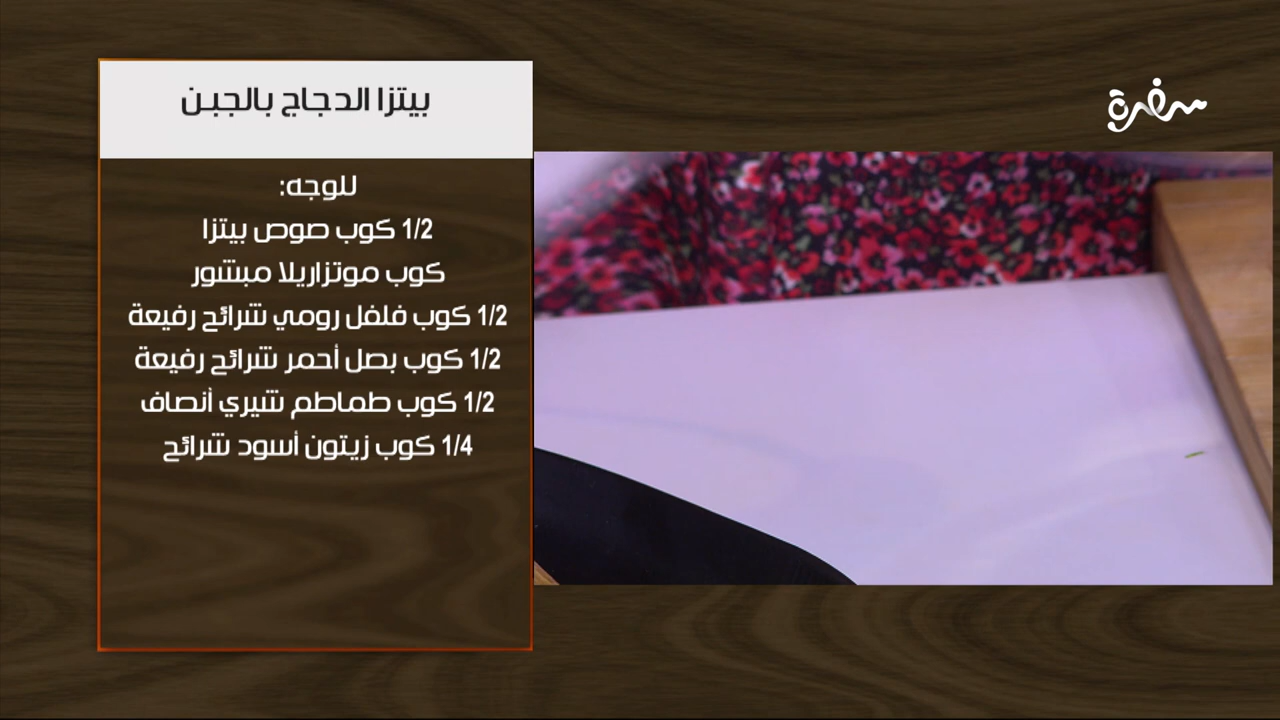 سفرة
بيتزا الدجاج بالجبن
للوجه:
1/2 كوب صوص بيتزا
كوب موتزاريلا مبشور
1/2 كوب فلفل رومي شرائح رفيعة
1/2 كوب بصل أحمر شرائح رفيعة
1/2 كوب طماطم شيري أنصاف
1/4 كوب زيتون أسود شرائح